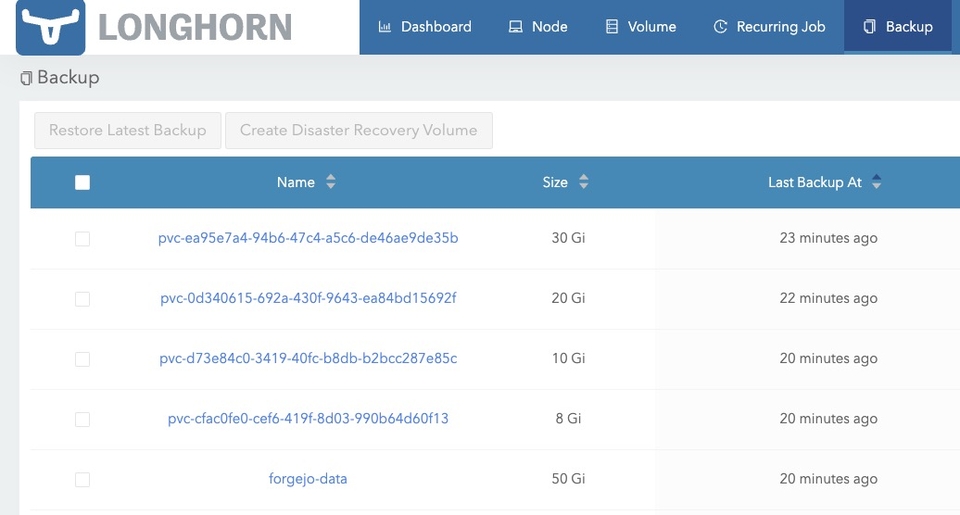 LONGHORN Dashboard Node Volume Recurring Job Backup
Backup
Restore Latest Backup Create Disaster Recovery Volume
Name Size Last Backup At
pvc-ea95e7a4-94b6-47c4-a5c6-de46ae9de35b 30 Gi 23 minutes ago
pvc-0d340615-692a-430f-9643-ea84bd15692f 20 Gi 22 minutes ago
pvc-d73e84c0-3419-40fc-b8db-b2bcc287e85c 10 Gi 20 minutes ago
pvc-cfac0fe0-cef6-419f-8d03-990b64d60f13 8 Gi 20 minutes ago
forgejo-data 50 Gi 20 minutes ago